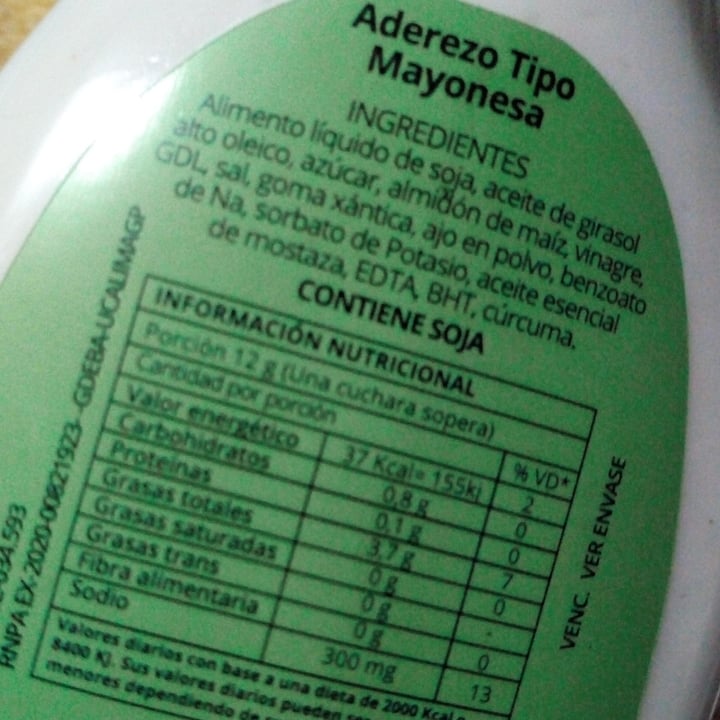 Aderezo Tipo
Mayonesa
INGREDIENTES
Alimento líquido de soja, aceite de girasol
alto oleico, azúcar, almidón de maíz, vinagre,
GDL, sal, goma xántica, ajo en polvo, benzoato
de Na, sorbato de Potasio, aceite esencial
de mostaza, EDTA, BHT, cúrcuma.
CONTIENE SOJA
INFORMACIÓN NUTRICIONAL
Porción 12 g (Una cuchara sopera)
Cantidad por porción
% VD*
Valor energético 37 Kcal= 155kj 2
Carbohidratos 0,8 g 0
Proteinas 0,1 g 0
Grasas totales 3,7 g 7
Grasas saturadas 0 g 0
Grasas trans 0 g -
Fibra alimentaria 0 g 0
Sodio 300 mg 13
Valores diarios con base a una dieta de 2000 Kcal
8400 KJ. Sus valores diarios pueden
menores dependiendo de
VENC. VER ENVASE
RNPA EX-2020-00821923--GDEBA-UCALIMAGP